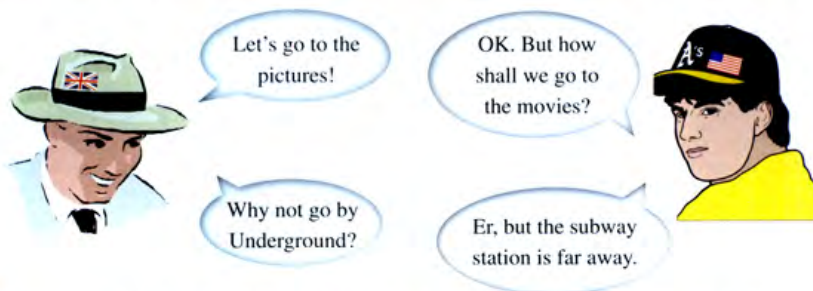 Let's go to the
pictures!
OK. But how
shall we go to
the movies?
A's
Why not go by
Underground?
Er, but the subway
station is far away.